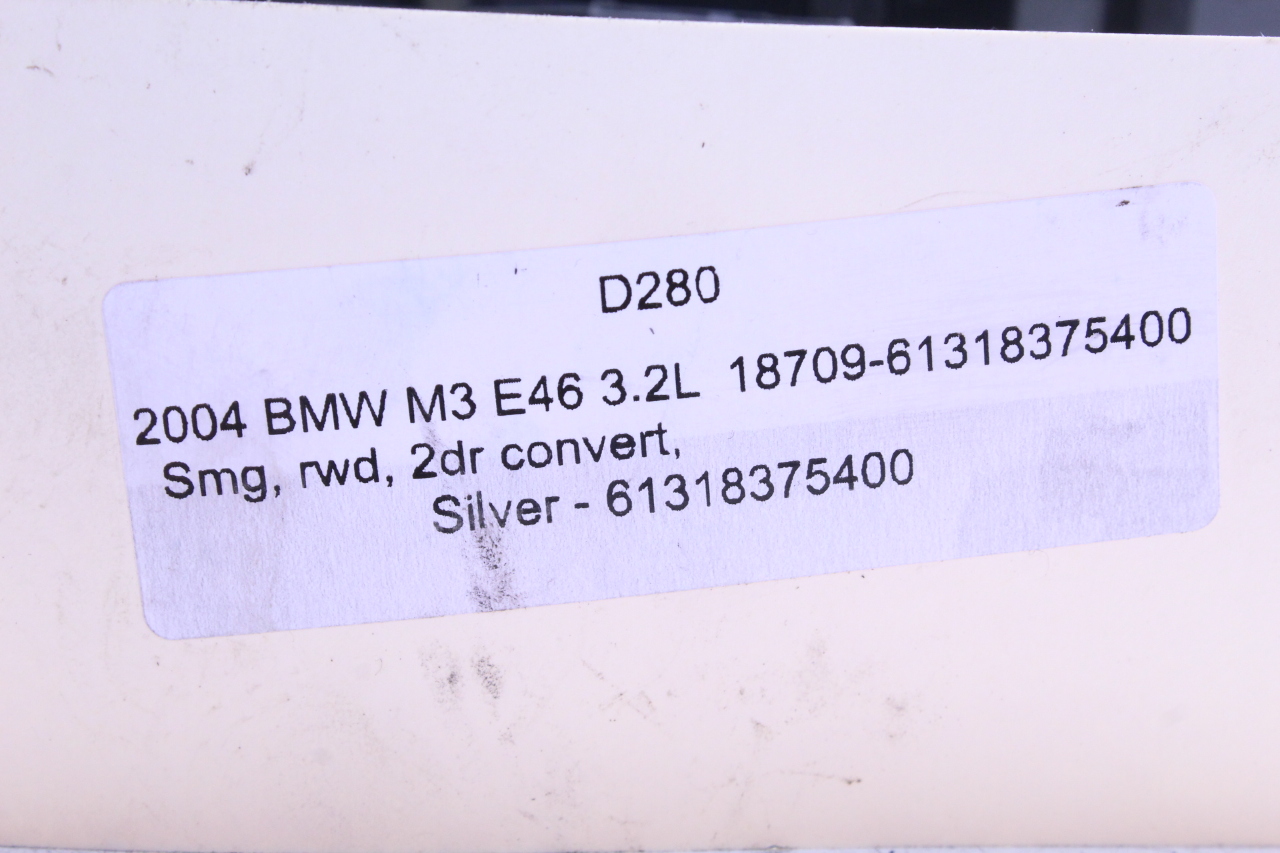 D280
2004 BMW M3 E46 3.2L 18709-61318375400
Smg, rwd, 2dr convert,
Silver - 61318375400